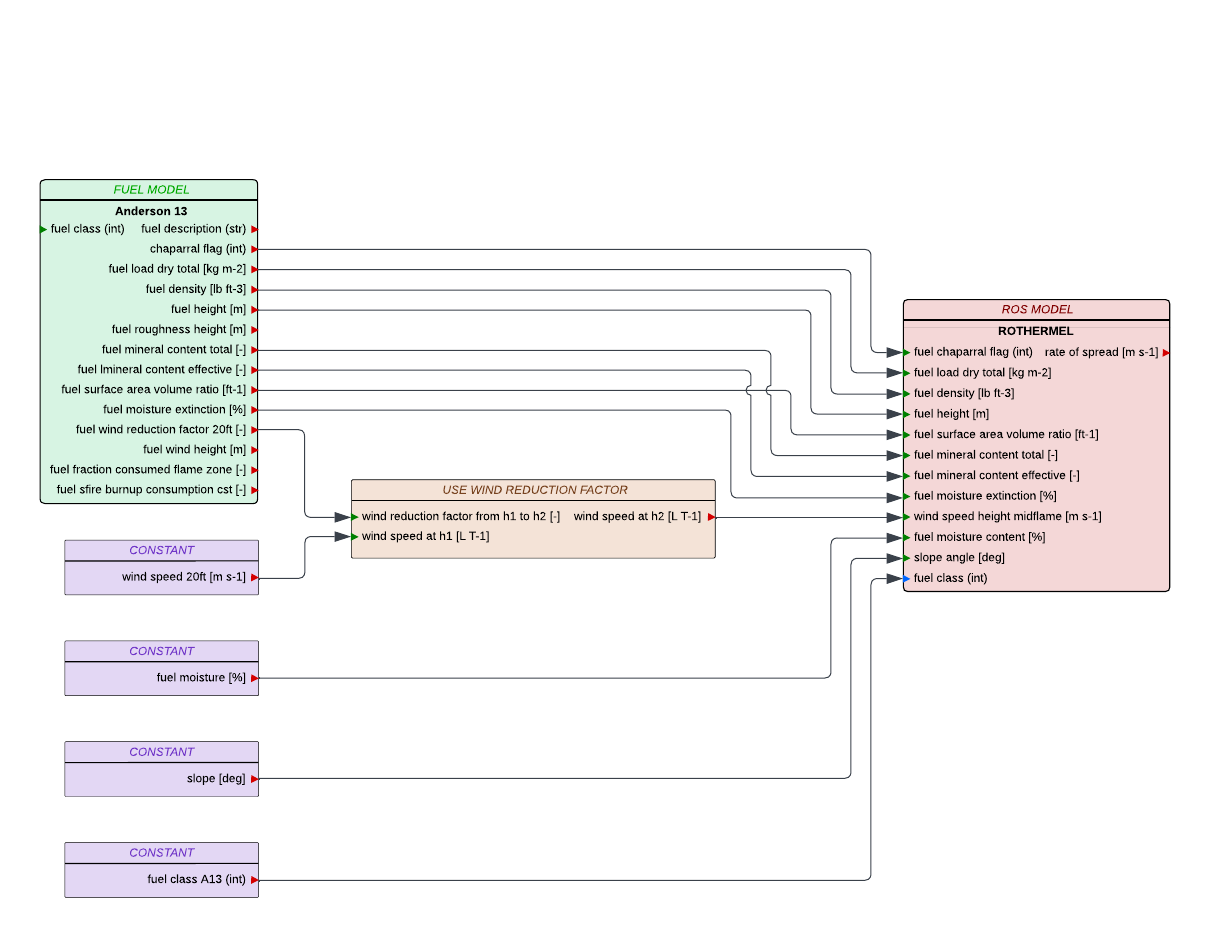 FUEL MODEL
Anderson 13
fuel class (int) fuel description (str)
chaparral flag (int)
fuel load dry total [kg m-2]
fuel density [lb ft-3]
fuel height [m]
fuel roughness height [m]
fuel mineral content total [-]
fuel lmineral content effective [-]
fuel surface area volume ratio [ft-1]
fuel moisture extinction [%]
fuel wind reduction factor 20ft [-]
fuel wind height [m]
fuel fraction consumed flame zone [-]
fuel sfire burnup consumption cst [-]
CONSTANT
wind speed 20ft [m s-1]
CONSTANT
fuel moisture [%]
CONSTANT
slope [deg]
CONSTANT
fuel class A13 (int)
USE WIND REDUCTION FACTOR
wind reduction factor from h1 to h2 [-] wind speed at h2 [L T-1]
wind speed at h1 [L T-1]
ROS MODEL
ROTHERMEL
fuel chaparral flag (int) rate of spread [m s-1]
fuel load dry total [kg m-2]
fuel density [lb ft-3]
fuel height [m]
fuel surface area volume ratio [ft-1]
fuel mineral content total [-]
fuel mineral content effective [-]
fuel moisture extinction [%]
wind speed height midflame [m s-1]
fuel moisture content [%]
slope angle [deg]
fuel class (int)